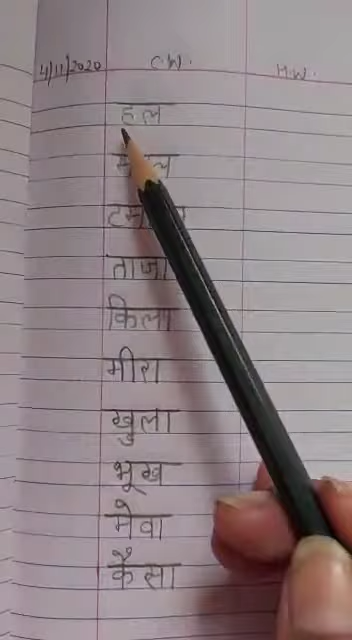 4/11/2020 C.W. H.W.
हल
ताजा
किला
मीरा
खुला
भूख
मेवा
कैसा